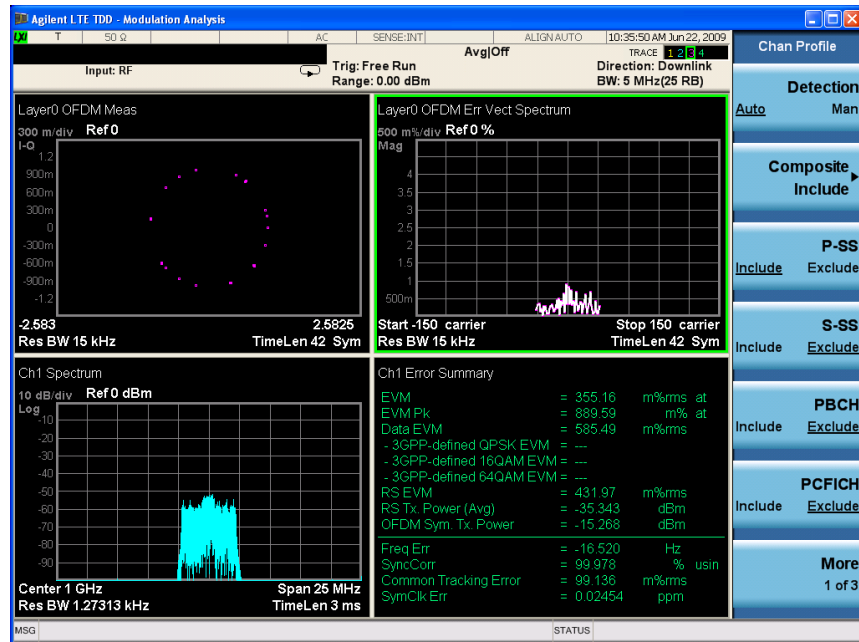 Agilent LTE TDD - Modulation Analysis
LXI T 50 Ω AC SENSE:INT ALIGN AUTO 10:35:50 AM Jun 22, 2009
Avg|Off TRACE 1 2 3 4
Input: RF Trig: Free Run Direction: Downlink
Range: 0.00 dBm BW: 5 MHz(25 RB)
Layer0 OFDM Meas
300 m/div Ref 0
I-Q
1.2
900m
600m
300m
0
-300m
-600m
-900m
-1.2
-2.583 2.5825
Res BW 15 kHz TimeLen 42 Sym
Layer0 OFDM Err Vect Spectrum
500 m%/div Ref 0 %
Mag
4
3.5
3
2.5
2
1.5
1
500m
Start -150 carrier Stop 150 carrier
Res BW 15 kHz TimeLen 42 Sym
Ch1 Spectrum
10 dB/div Ref 0 dBm
Log
-10
-20
-30
-40
-50
-60
-70
-80
-90
Center 1 GHz Span 25 MHz
Res BW 1.27313 kHz TimeLen 3 ms
Ch1 Error Summary
EVM = 355.16 m%rms at
EVM Pk = 889.59 m% at
Data EVM = 585.49 m%rms
- 3GPP-defined QPSK EVM = ---
- 3GPP-defined 16QAM EVM = ---
- 3GPP-defined 64QAM EVM = ---
RS EVM = 431.97 m%rms
RS Tx. Power (Avg) = -35.343 dBm
OFDM Sym. Tx. Power = -15.268 dBm
Freq Err = -16.520 Hz
SyncCorr = 99.978 % usin
Common Tracking Error = 99.136 m%rms
SymClk Err = 0.02454 ppm
Chan Profile
Detection
Auto Man
Composite
Include
P-SS
Include Exclude
S-SS
Include Exclude
PBCH
Include Exclude
PCFICH
Include Exclude
More
1 of 3
MSG STATUS